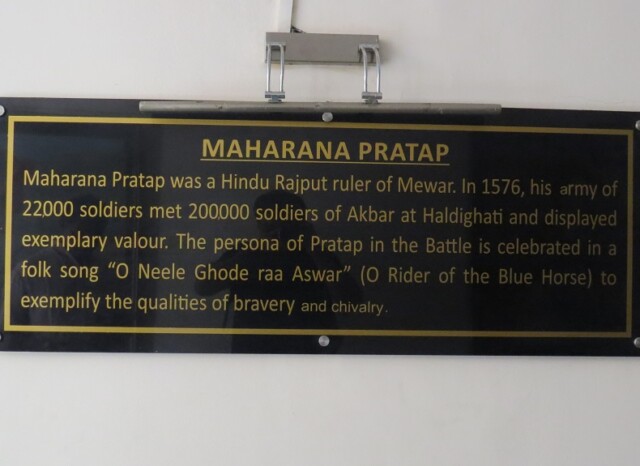 MAHARANA PRATAP
Maharana Pratap was a Hindu Rajput ruler of Mewar. In 1576, his army of
22,000 soldiers met 200000 soldiers of Akbar at Haldighati and displayed
exemplary valour. The persona of Pratap in the Battle is celebrated in a
folk song “O Neele Ghode raa Aswar” (O Rider of the Blue Horse) to
exemplify the qualities of bravery and chivalry.